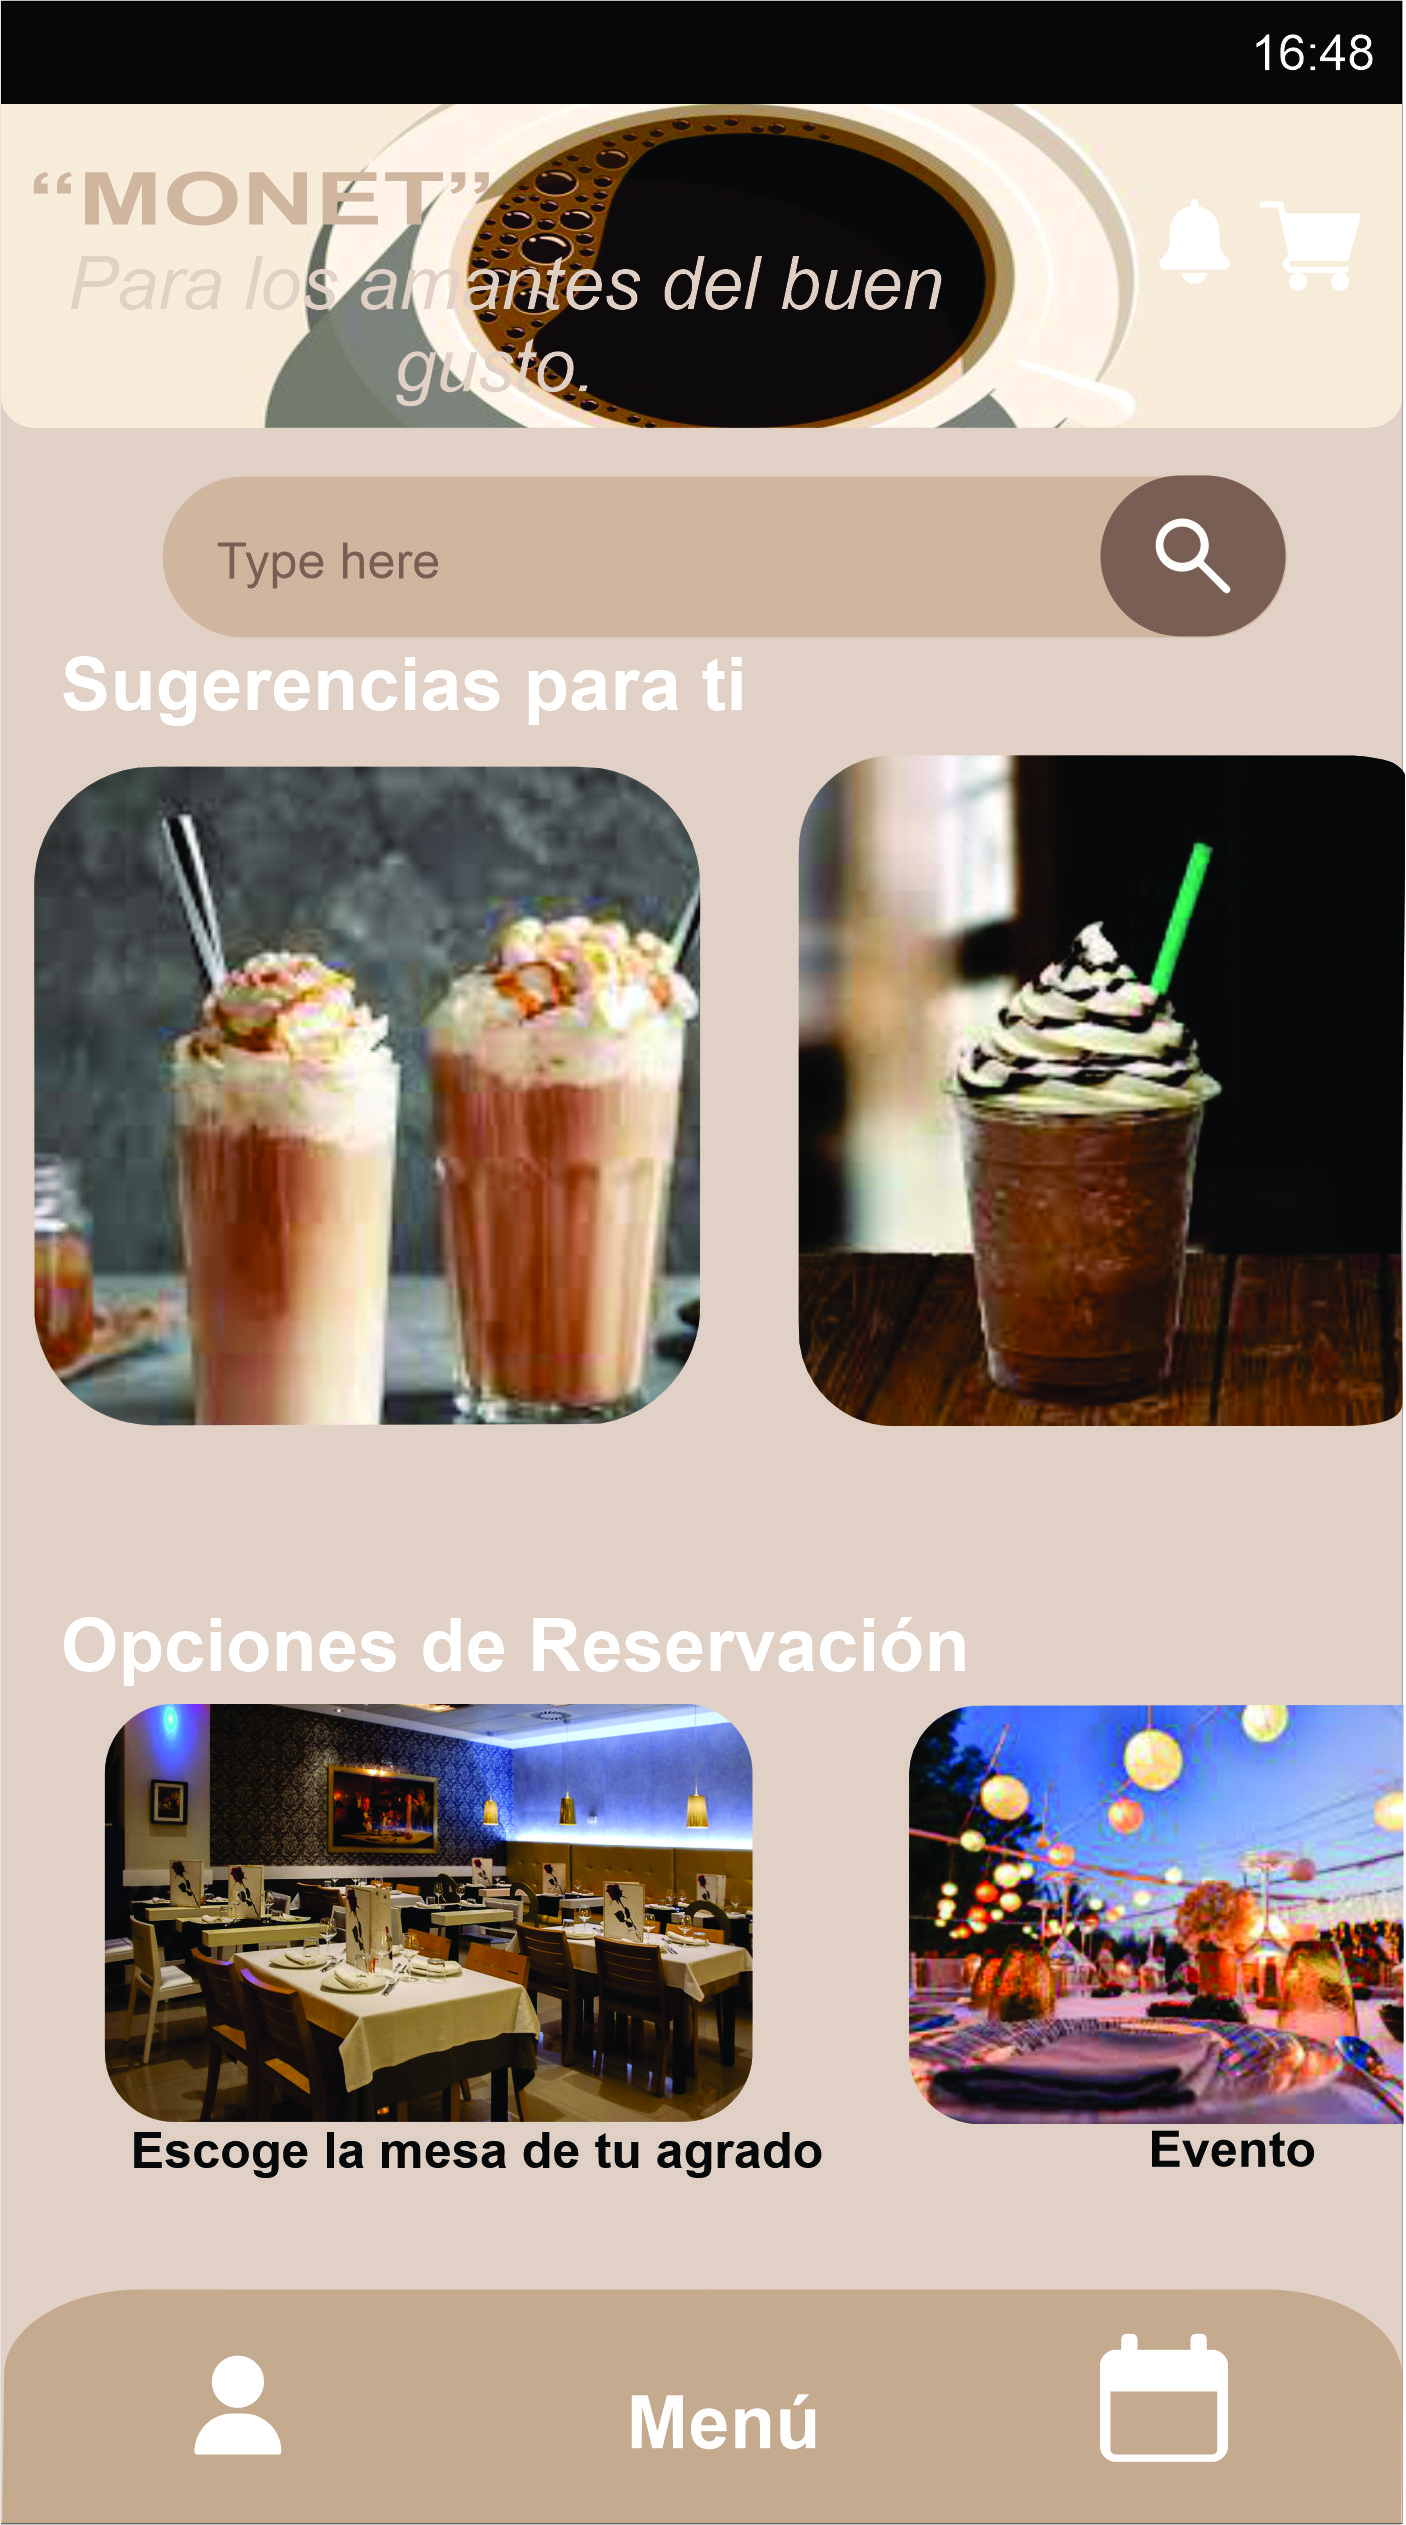 16:48
“MONET”
Para los amantes del buen
gusto.
Type here
Sugerencias para ti
Opciones de Reservación
Escoge la mesa de tu agrado
Evento
Menú